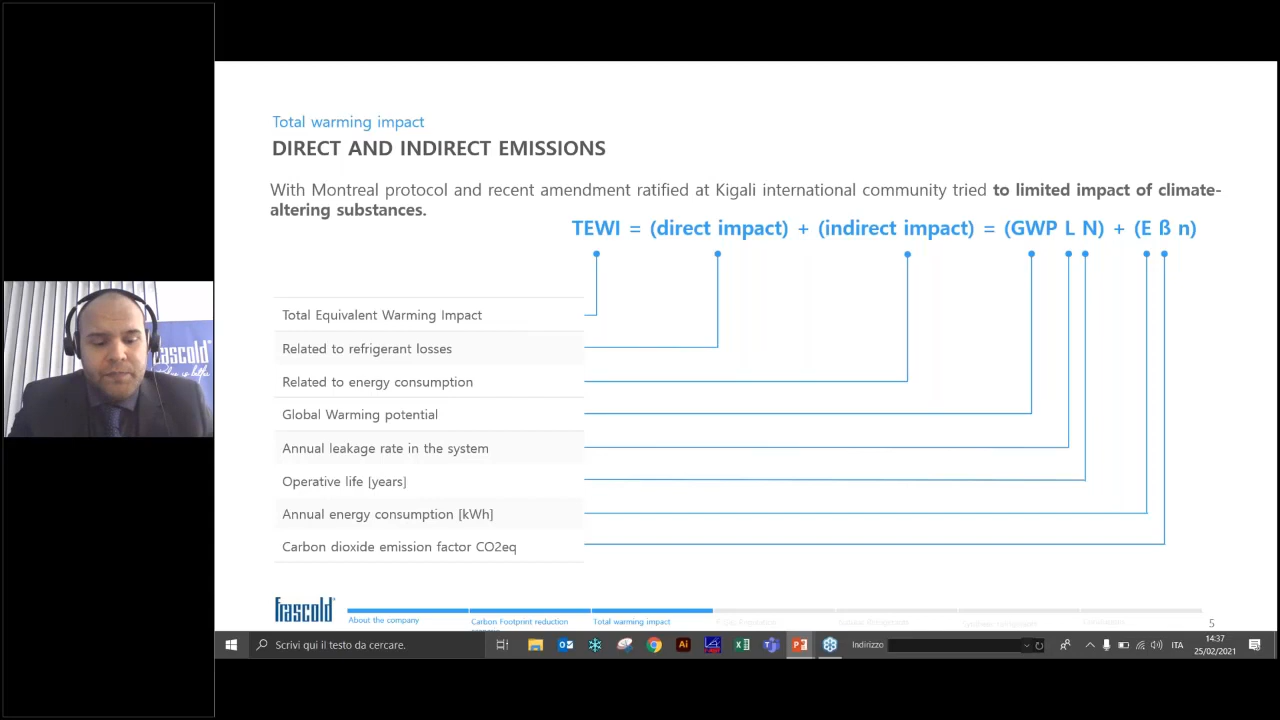 Total warming impact
DIRECT AND INDIRECT EMISSIONS
With Montreal protocol and recent amendment ratified at Kigali international community tried to limited impact of climate-
altering substances.
TEWI = (direct impact) + (indirect impact) = (GWP L N) + (E ß n)
Total Equivalent Warming Impact
Related to refrigerant losses
Related to energy consumption
Global Warming potential
Annual leakage rate in the system
Operative life [years]
Annual energy consumption [kWh]
Carbon dioxide emission factor CO2eq
frascold
About the company
Carbon Footprint reduction
Total warming impact
5
Scrivi qui il testo da cercare.
Indirizzo
ITA
14:37
25/02/2021